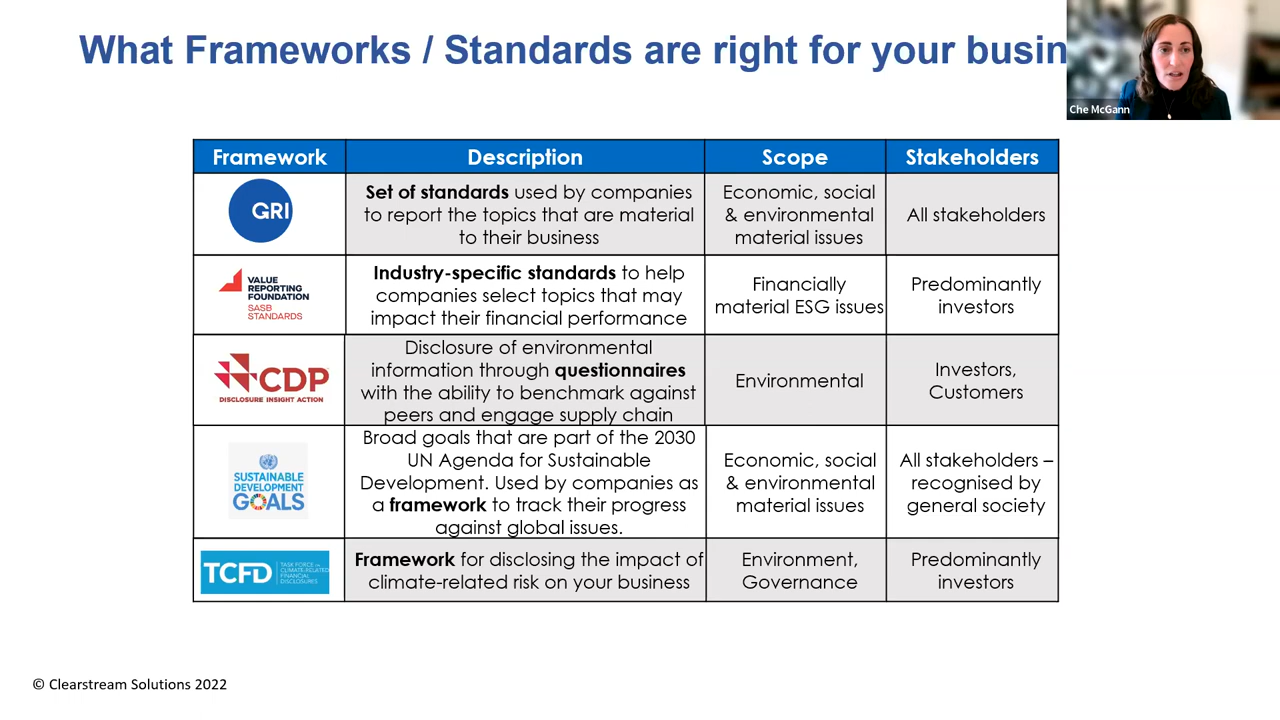 What Frameworks / Standards are right for your busin
Che McGann
Framework
Description
Scope
Stakeholders
GRI
Set of standards used by companies
to report the topics that are material
to their business
Economic, social
& environmental
material issues
All stakeholders
VALUE
REPORTING
FOUNDATION
SASB
STANDARDS
Industry-specific standards to help
companies select topics that may
impact their financial performance
Financially
material ESG issues
Predominantly
investors
CDP
DISCLOSURE INSIGHT ACTION
Disclosure of environmental
information through questionnaires
with the ability to benchmark against
peers and engage supply chain
Environmental
Investors,
Customers
SUSTAINABLE
DEVELOPMENT
GOALS
Broad goals that are part of the 2030
UN Agenda for Sustainable
Development. Used by companies as
a framework to track their progress
against global issues.
Economic, social
& environmental
material issues
All stakeholders –
recognised by
general society
TCFD
TASK FORCE ON
CLIMATE-RELATED
FINANCIAL
DISCLOSURES
Framework for disclosing the impact of
climate-related risk on your business
Environment,
Governance
Predominantly
investors
© Clearstream Solutions 2022